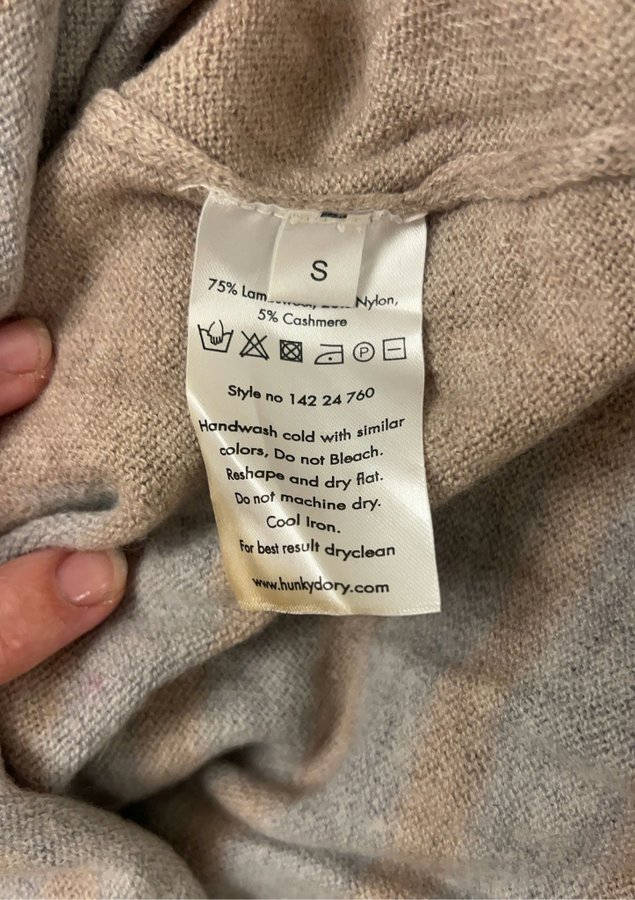 S
75% Nylon,
5% Cashmere
P
Style no 142 24 760
Handwash cold with similar
colors, Do not Bleach.
Reshape and dry flat.
Do not machine dry.
Cool Iron.
For best result dryclean
www.hunkydory.com